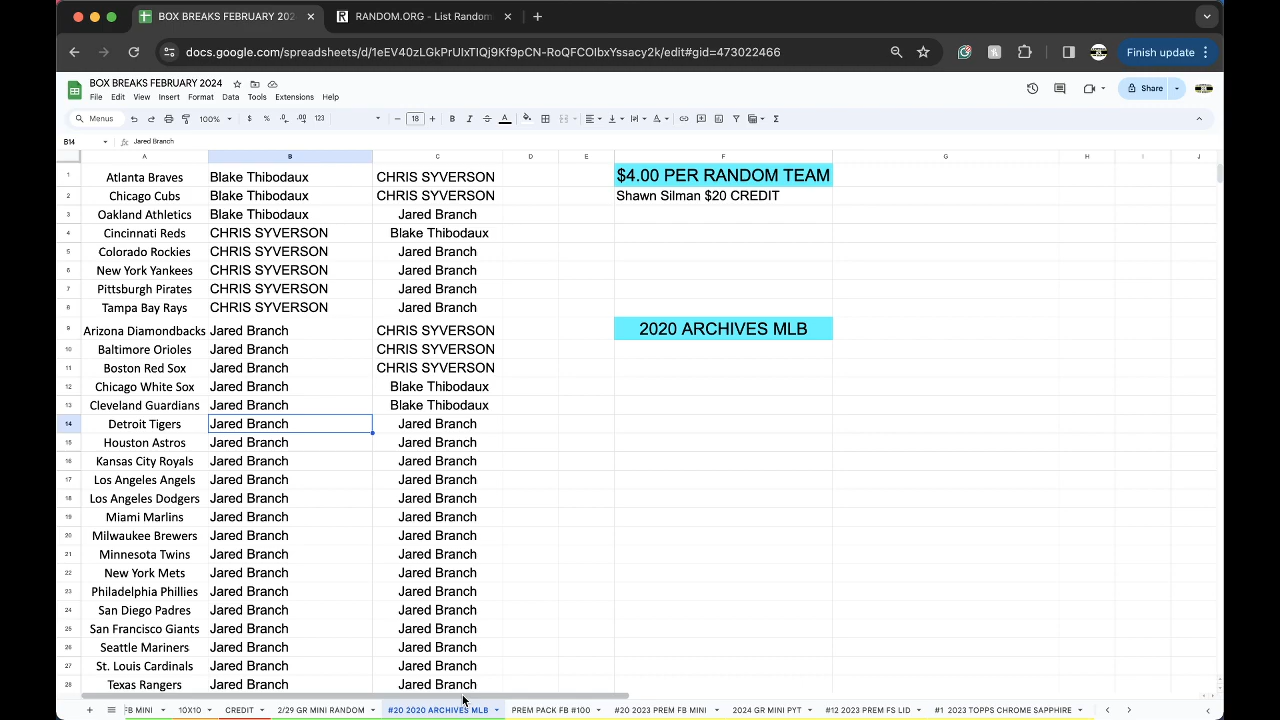 BOX BREAKS FEBRUARY 202
RANDOM.ORG - List Random
docs.google.com/spreadsheets/d/1eEV40zLGkPrUIxTIQj9Kf9pCN-RoQFCOIbxYssacy2k/edit#gid=473022466
Finish update
BOX BREAKS FEBRUARY 2024
File Edit View Insert Format Data Tools Extensions Help
Share
Menus 100% $ % .0 .00 123 18 B I A
B14 fx Jared Branch
A B C D E F G H I J
1 Atlanta Braves Blake Thibodaux CHRIS SYVERSON $4.00 PER RANDOM TEAM
2 Chicago Cubs Blake Thibodaux CHRIS SYVERSON Shawn Silman $20 CREDIT
3 Oakland Athletics Blake Thibodaux Jared Branch
4 Cincinnati Reds CHRIS SYVERSON Blake Thibodaux
5 Colorado Rockies CHRIS SYVERSON Jared Branch
6 New York Yankees CHRIS SYVERSON Jared Branch
7 Pittsburgh Pirates CHRIS SYVERSON Jared Branch
8 Tampa Bay Rays CHRIS SYVERSON Jared Branch
9 Arizona Diamondbacks Jared Branch CHRIS SYVERSON 2020 ARCHIVES MLB
10 Baltimore Orioles Jared Branch CHRIS SYVERSON
11 Boston Red Sox Jared Branch CHRIS SYVERSON
12 Chicago White Sox Jared Branch Blake Thibodaux
13 Cleveland Guardians Jared Branch Blake Thibodaux
14 Detroit Tigers Jared Branch Jared Branch
15 Houston Astros Jared Branch Jared Branch
16 Kansas City Royals Jared Branch Jared Branch
17 Los Angeles Angels Jared Branch Jared Branch
18 Los Angeles Dodgers Jared Branch Jared Branch
19 Miami Marlins Jared Branch Jared Branch
20 Milwaukee Brewers Jared Branch Jared Branch
21 Minnesota Twins Jared Branch Jared Branch
22 New York Mets Jared Branch Jared Branch
23 Philadelphia Phillies Jared Branch Jared Branch
24 San Diego Padres Jared Branch Jared Branch
25 San Francisco Giants Jared Branch Jared Branch
26 Seattle Mariners Jared Branch Jared Branch
27 St. Louis Cardinals Jared Branch Jared Branch
28 Texas Rangers Jared Branch Jared Branch
FB MINI 10X10 CREDIT 2/29 GR MINI RANDOM #20 2020 ARCHIVES MLB PREM PACK FB #100 #20 2023 PREM FB MINI 2024 GR MINI PYT #12 2023 PREM FS LID #1 2023 TOPPS CHROME SAPPHIRE